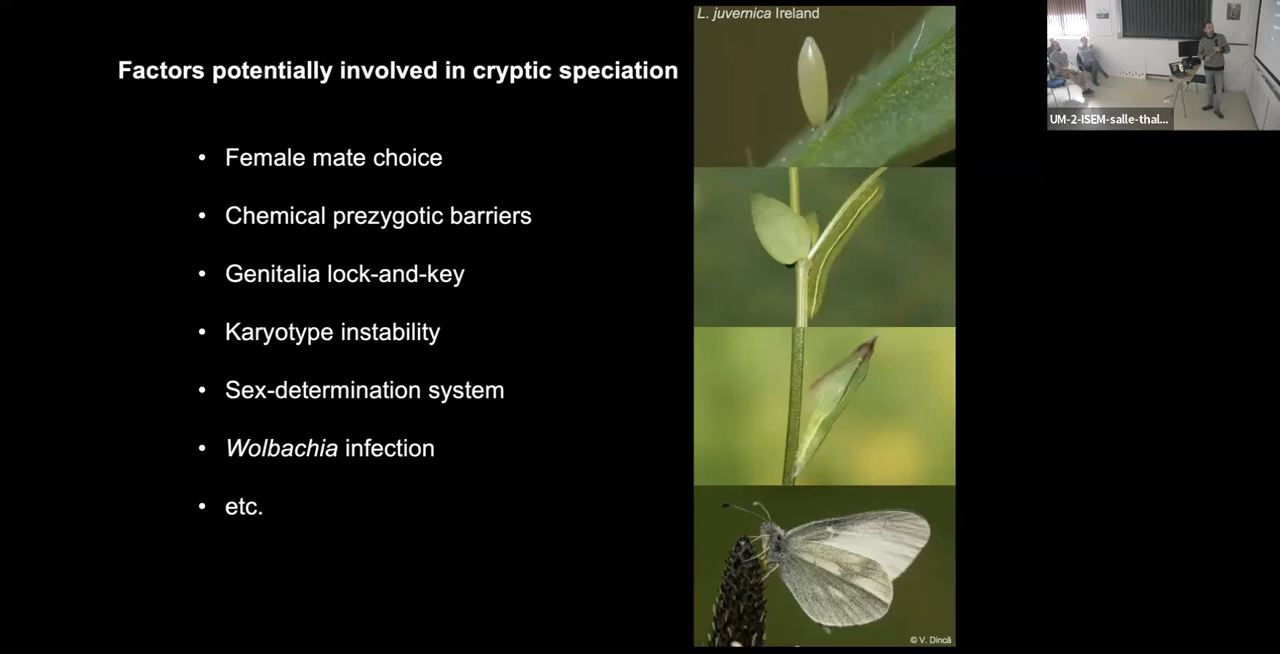 L. juvernica Ireland
Factors potentially involved in cryptic speciation
• Female mate choice
• Chemical prezygotic barriers
• Genitalia lock-and-key
• Karyotype instability
• Sex-determination system
• Wolbachia infection
• etc.
© V. Dincă
UM-2-ISEM-salle-thal...